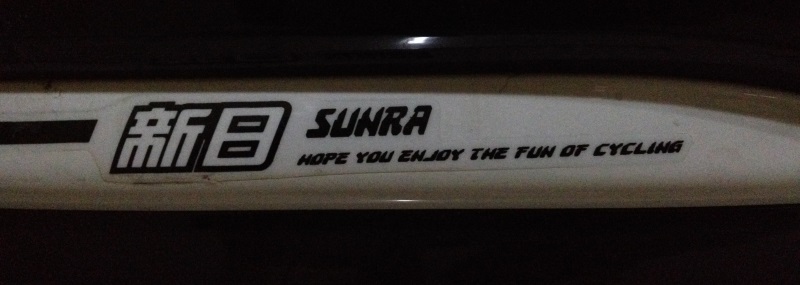 新日 SUNRA
HOPE YOU ENJOY THE FUN OF CYCLING